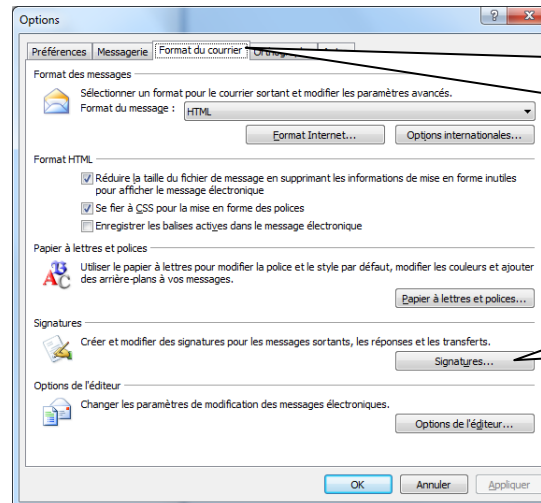 Options
Préférences Messagerie Format du courrier
Format des messages
Sélectionner un format pour le courrier sortant et modifier les paramètres avancés.
Format du message : HTML
Format Internet... Options internationales...
Format HTML
Réduire la taille du fichier de message en supprimant les informations de mise en forme inutiles
pour afficher le message électronique
Se fier à CSS pour la mise en forme des polices
Enregistrer les balises actives dans le message électronique
Papier à lettres et polices
Utiliser le papier à lettres pour modifier la police et le style par défaut, modifier les couleurs et ajouter
des arrière-plans à vos messages.
Papier à lettres et polices...
Signatures
Créer et modifier des signatures pour les messages sortants, les réponses et les transferts.
Signatures...
Options de l'éditeur
Changer les paramètres de modification des messages électroniques.
Options de l'éditeur...
OK Annuler Appliquer